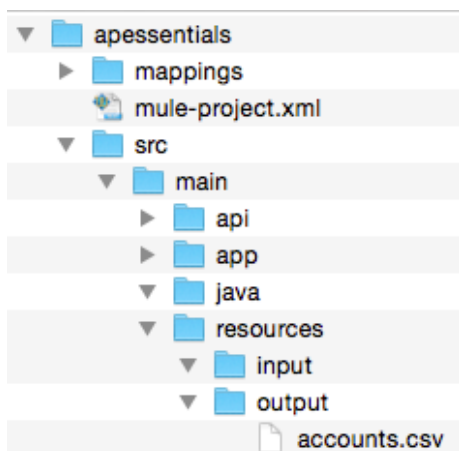 apessentials
mappings
mule-project.xml
src
main
api
app
java
resources
input
output
accounts.csv